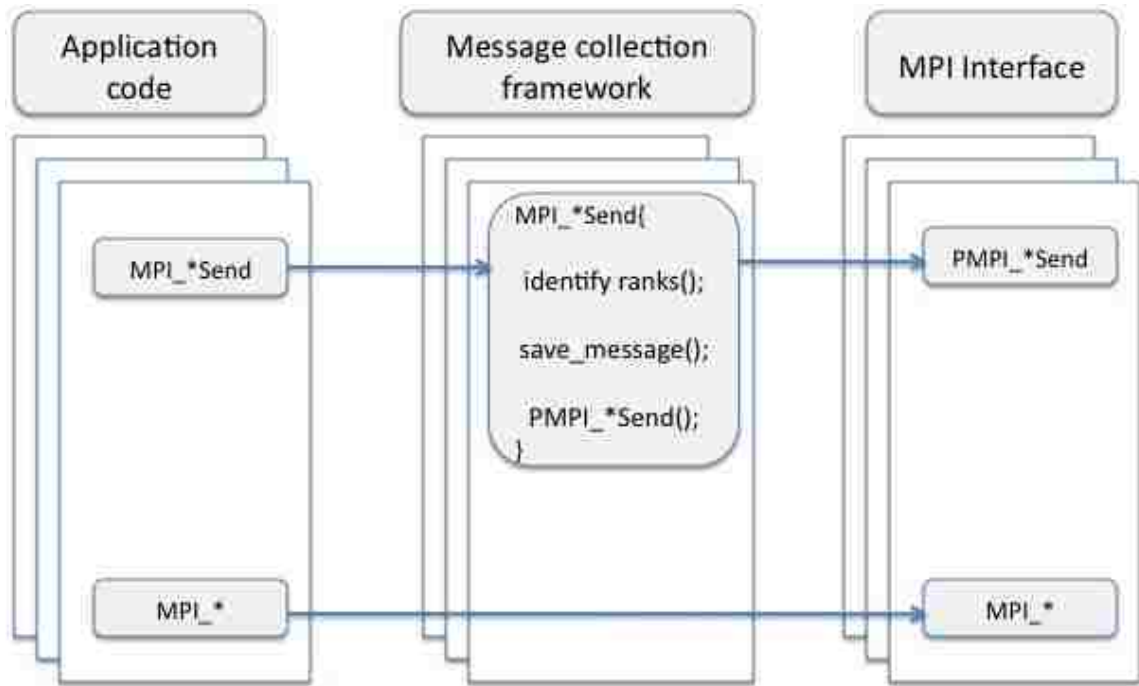 Application
code
Message collection
framework
MPI Interface
MPI_*Send
MPI_*Send{
identify ranks();
save_message();
PMPI_*Send();
}
PMPI_*Send
MPI_*
MPI_*